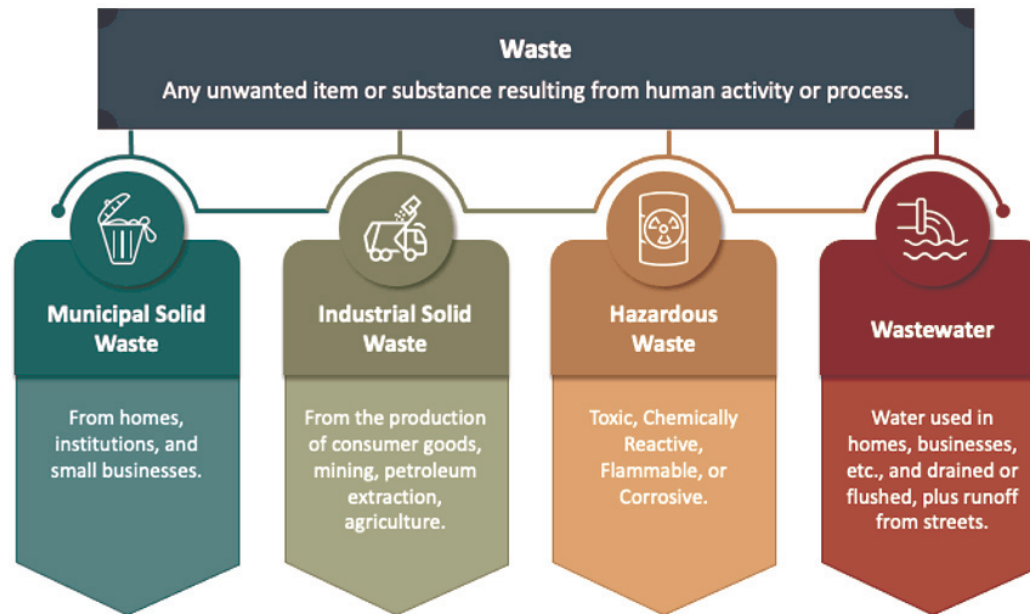 Waste
Any unwanted item or substance resulting from human activity or process.
Municipal Solid
Waste
From homes,
institutions, and
small businesses.
Industrial Solid
Waste
From the production
of consumer goods,
mining, petroleum
extraction,
agriculture.
Hazardous
Waste
Toxic, Chemically
Reactive,
Flammable, or
Corrosive.
Wastewater
Water used in
homes, businesses,
etc., and drained or
flushed, plus runoff
from streets.